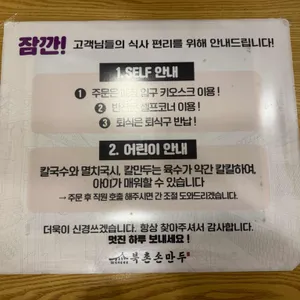 잠깐! 고객님들의 식사 편리를 위해 안내드립니다!
1.SELF 안내
1 주문은 입구 키오스크 이용 !
2 셀프코너 이용 !
3 퇴식은 퇴식구 반납 !
2. 어린이 안내
칼국수와 멸치국시, 칼만두는 육수가 약간 칼칼하여,
아이가 매워할 수 있습니다
→ 주문 후 직원 호출 해주시면 간 조절 도와드리겠습니다.
더욱이 신경쓰겠습니다. 항상 찾아주셔서 감사합니다.
멋진 하루 보내세요 !
북촌손만두